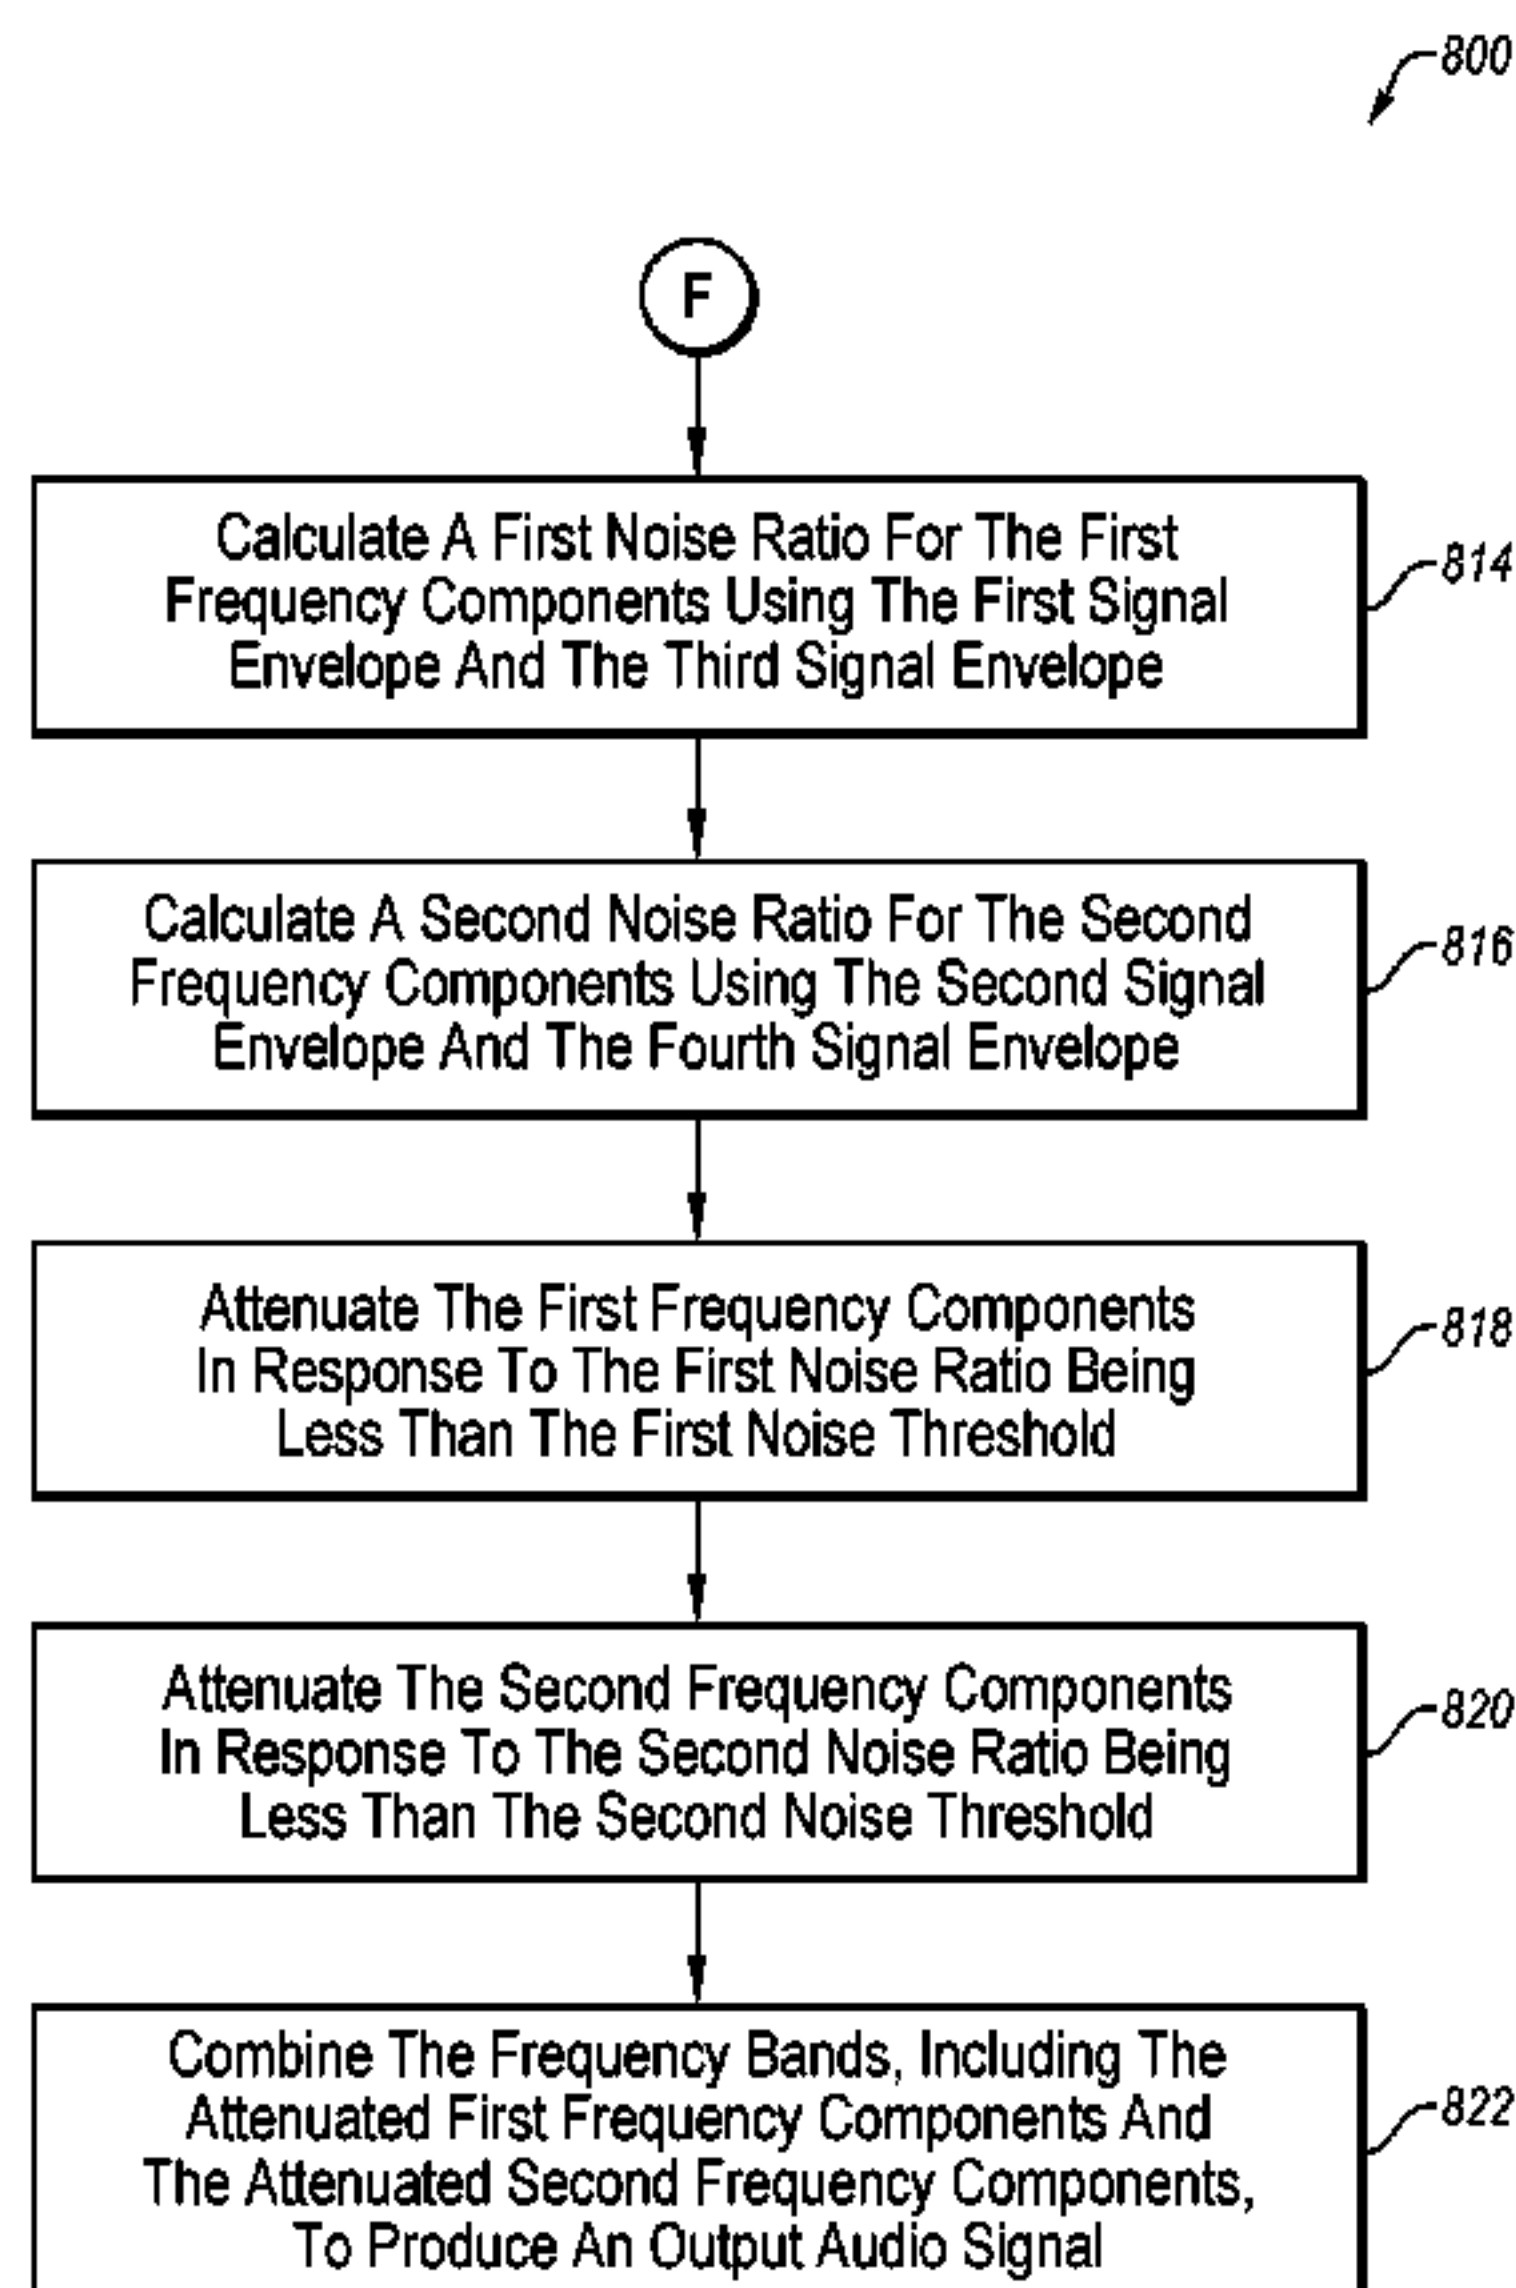 800
F
Calculate A First Noise Ratio For The First
Frequency Components Using The First Signal
Envelope And The Third Signal Envelope
814
Calculate A Second Noise Ratio For The Second
Frequency Components Using The Second Signal
Envelope And The Fourth Signal Envelope
816
Attenuate The First Frequency Components
In Response To The First Noise Ratio Being
Less Than The First Noise Threshold
818
Attenuate The Second Frequency Components
In Response To The Second Noise Ratio Being
Less Than The Second Noise Threshold
820
Combine The Frequency Bands, Including The
Attenuated First Frequency Components And
The Attenuated Second Frequency Components,
To Produce An Output Audio Signal
822